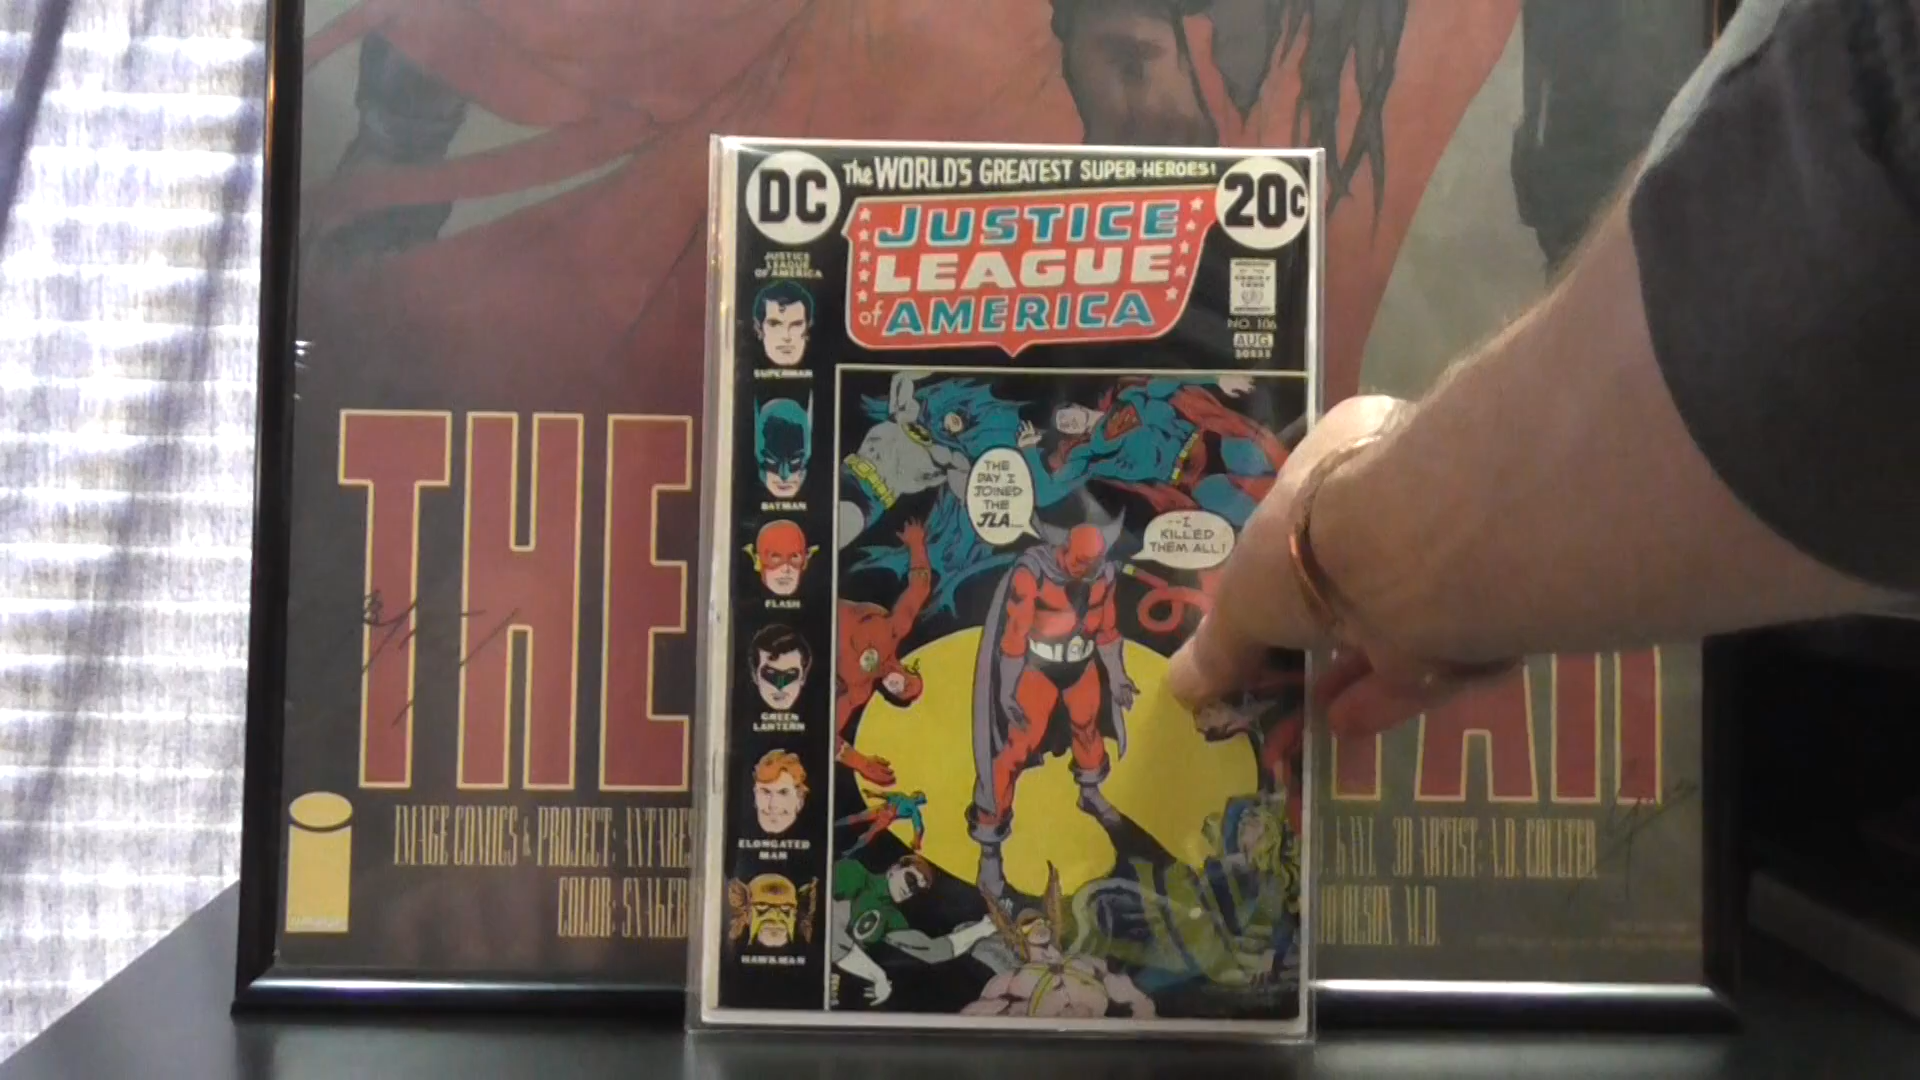 DC
The WORLD'S GREATEST SUPER-HEROES!
20c
JUSTICE
LEAGUE
of AMERICA
JUSTICE
LEAGUE
OF AMERICA
NO. 106
AUG.
SUPERMAN
BATMAN
FLASH
GREEN
LANTERN
ELONGATED
MAN
HAWKMAN
THE
DAY I
JOINED
THE
JLA...
--I
KILLED
THEM ALL!
THE
IMAGE COMICS & PROJECT: ANTARES
COLOR:
3D ARTIST: A.D. COULTER
OLSON, M.D.